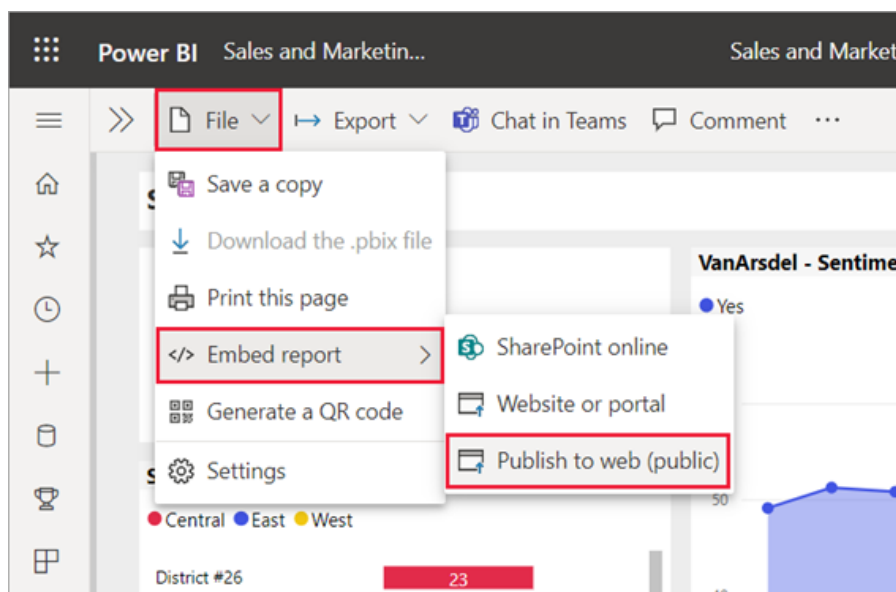 Power BI Sales and Marketin... Sales and Market
File Export Chat in Teams Comment ...
Save a copy
Download the .pbix file
Print this page
Embed report
Generate a QR code
Settings
SharePoint online
Website or portal
Publish to web (public)
VanArsdel - Sentime
Yes
50
S
S
Central East West
District #26
23